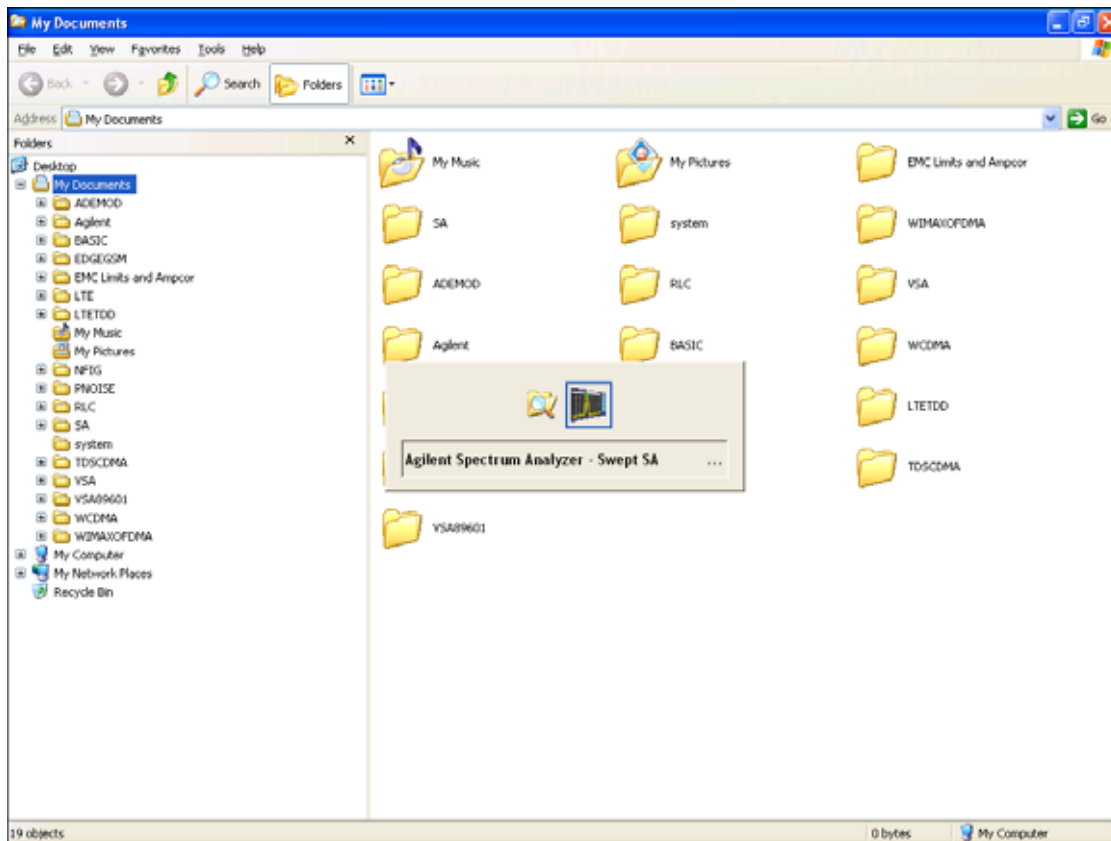 My Documents
File Edit View Favorites Tools Help
Back Search Folders
Address My Documents Go
Folders
Desktop
My Documents
ADEMOD
Agilent
BASIC
EDGEGSM
EMC Limits and Ampcor
LTE
LTETDD
My Music
My Pictures
NFIG
PNOISE
RLC
SA
system
TDSCDMA
VSA
VSA89601
WCDMA
WIMAXOFDMA
My Computer
My Network Places
Recycle Bin
My Music My Pictures EMC Limits and Ampcor
SA system WIMAXOFDMA
ADEMOD RLC VSA
Agilent BASIC WCDMA
LTETDD
Agilent Spectrum Analyzer - Swept SA ...
TDSCDMA
VSA89601
19 objects 0 bytes My Computer